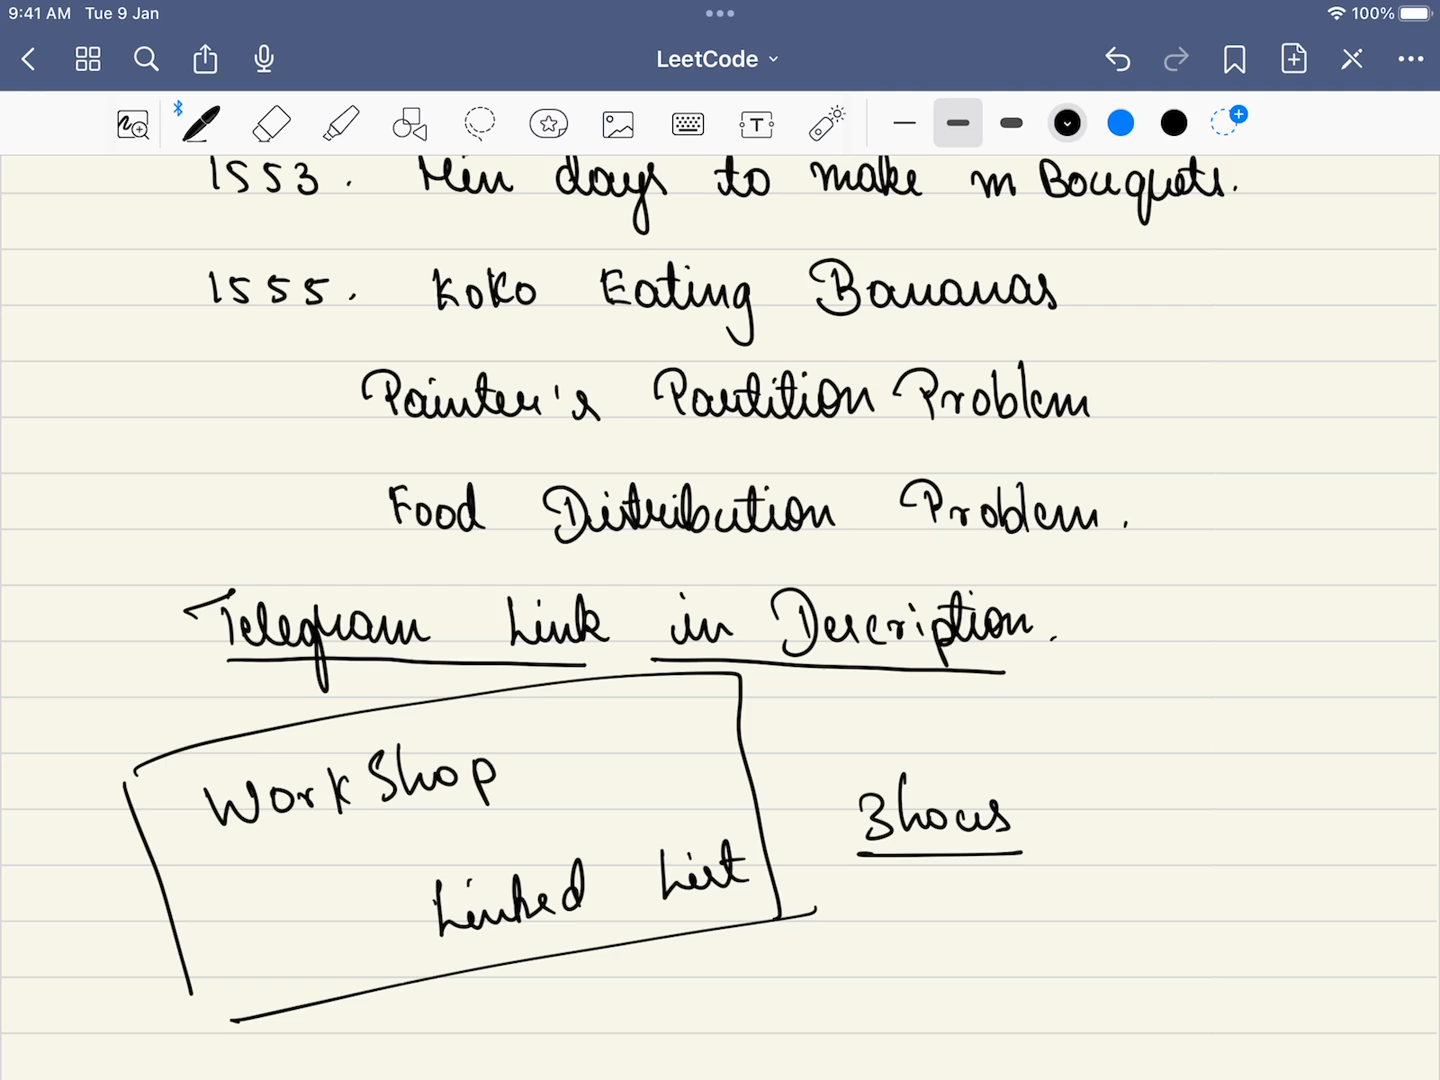 9:41 AM Tue 9 Jan
100%
LeetCode
T
1553. Min days to make m Bouquets.
1555. Koko Eating Bananas
Painter's Partition Problem
Food Distribution Problem.
Telegram Link in Description.
WorkShop
Linked List
3hours